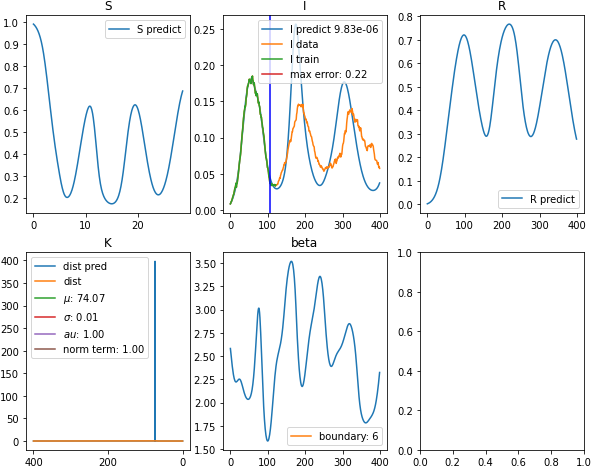 S
1.0
0.9
0.8
0.7
0.6
0.5
0.4
0.3
0.2
0 10 20
S predict
I
0.25
0.20
0.15
0.10
0.05
0.00
0 100 200 300 400
I predict 9.83e-06
I data
I train
max error: 0.22
R
0.8
0.7
0.6
0.5
0.4
0.3
0.2
0.1
0.0
0 100 200 300 400
R predict
K
400
350
300
250
200
150
100
50
0
400 200 0
dist pred
dist
μ: 74.07
σ: 0.01
au: 1.00
norm term: 1.00
beta
3.50
3.25
3.00
2.75
2.50
2.25
2.00
1.75
1.50
0 100 200 300 400
boundary: 6
1.0
0.8
0.6
0.4
0.2
0.0
0.0 0.2 0.4 0.6 0.8 1.0